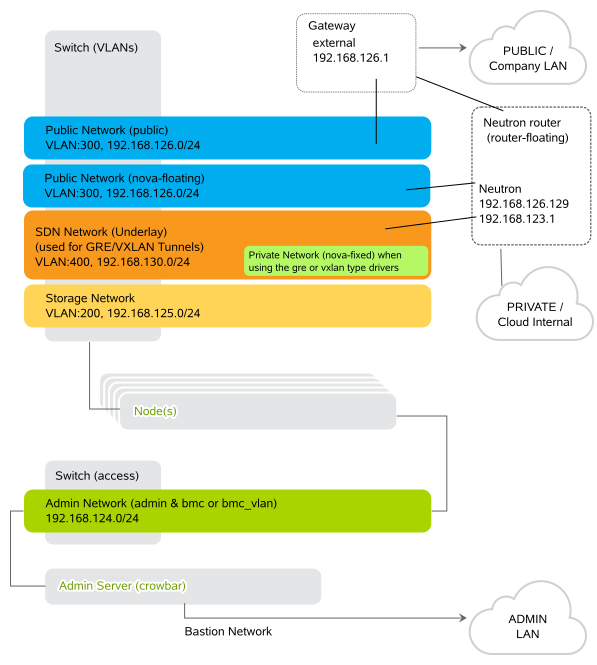 Gateway
external
192.168.126.1
PUBLIC /
Company LAN
Switch (VLANs)
Public Network (public)
VLAN:300, 192.168.126.0/24
Public Network (nova-floating)
VLAN:300, 192.168.126.0/24
Neutron router
(router-floating)
Neutron
192.168.126.129
192.168.123.1
SDN Network (Underlay)
(used for GRE/VXLAN Tunnels)
VLAN:400, 192.168.130.0/24
Private Network (nova-fixed) when
using the gre or vxlan type drivers
Storage Network
VLAN:200, 192.168.125.0/24
PRIVATE /
Cloud Internal
Node(s)
Switch (access)
Admin Network (admin & bmc or bmc_vlan)
192.168.124.0/24
Admin Server (crowbar)
Bastion Network
ADMIN
LAN